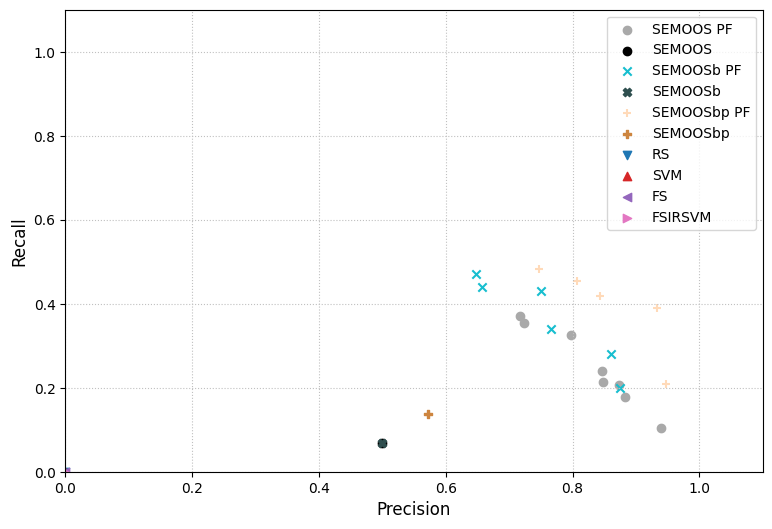 SEMOOS PF
SEMOOS
SEMOOSb PF
SEMOOSb
SEMOOSbp PF
SEMOOSbp
RS
SVM
FS
FSIRSVM
1.0
0.8
0.6
0.4
0.2
0.0
Recall
0.0 0.2 0.4 0.6 0.8 1.0
Precision